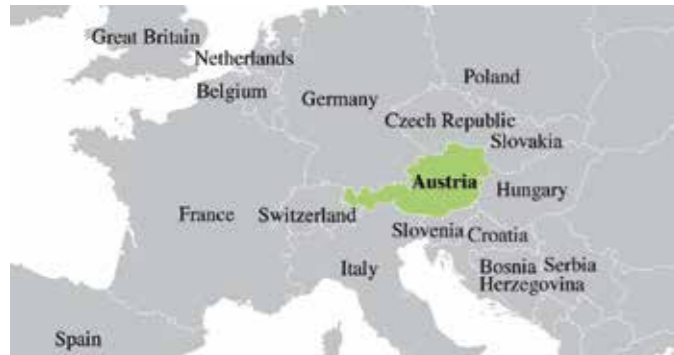 Great Britain
Netherlands
Belgium
Poland
Germany
Czech Republic
Slovakia
Austria
Hungary
France
Switzerland
Slovenia
Croatia
Italy
Bosnia
Serbia
Herzegovina
Spain